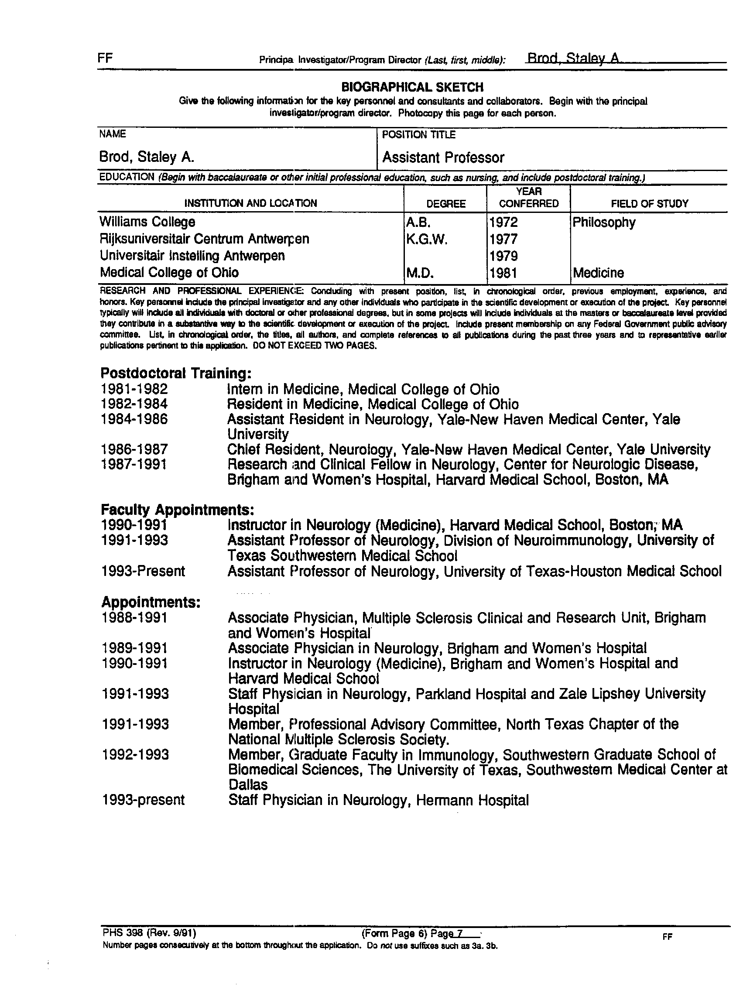 FF Principa Investigator/Program Director (Last, first, middle): Brod, Staley A.
BIOGRAPHICAL SKETCH
Give the following information for the key personnel and consultants and collaborators. Begin with the principal
investigator/program director. Photocopy this page for each person.
NAME POSITION TITLE
Brod, Staley A. Assistant Professor
EDUCATION (Begin with baccalaureate or other initial professional education, such as nursing, and include postdoctoral training.)
INSTITUTION AND LOCATION DEGREE YEAR CONFERRED FIELD OF STUDY
Williams College A.B. 1972 Philosophy
Rijksuniversitair Centrum Antwerpen K.G.W. 1977
Universitair Instelling Antwerpen 1979
Medical College of Ohio M.D. 1981 Medicine
RESEARCH AND PROFESSIONAL EXPERIENCE: Concluding with present position, list, in chronological order, previous employment, experience, and
honors. Key personnel include the principal investigator and any other individuals who participate in the scientific development or execution of the project. Key personnel
typically will include all individuals with doctoral or other professional degrees, but in some projects will include individuals at the masters or baccalaureate level provided
they contribute in a substantive way to the scientific development or execution of the project. Include present membership on any Federal Government public advisory
committee. List, in chronological order, the titles, all authors, and complete references to all publications during the past three years and to representative earlier
publications pertinent to this application. DO NOT EXCEED TWO PAGES.
Postdoctoral Training:
1981-1982 Intern in Medicine, Medical College of Ohio
1982-1984 Resident in Medicine, Medical College of Ohio
1984-1986 Assistant Resident in Neurology, Yale-New Haven Medical Center, Yale
University
1986-1987 Chief Resident, Neurology, Yale-New Haven Medical Center, Yale University
1987-1991 Research and Clinical Fellow in Neurology, Center for Neurologic Disease,
Brigham and Women's Hospital, Harvard Medical School, Boston, MA
Faculty Appointments:
1990-1991 Instructor in Neurology (Medicine), Harvard Medical School, Boston, MA
1991-1993 Assistant Professor of Neurology, Division of Neuroimmunology, University of
Texas Southwestern Medical School
1993-Present Assistant Professor of Neurology, University of Texas-Houston Medical School
Appointments:
1988-1991 Associate Physician, Multiple Sclerosis Clinical and Research Unit, Brigham
and Women's Hospital
1989-1991 Associate Physician in Neurology, Brigham and Women's Hospital
1990-1991 Instructor in Neurology (Medicine), Brigham and Women's Hospital and
Harvard Medical School
1991-1993 Staff Physician in Neurology, Parkland Hospital and Zale Lipshey University
Hospital
1991-1993 Member, Professional Advisory Committee, North Texas Chapter of the
National Multiple Sclerosis Society.
1992-1993 Member, Graduate Faculty in Immunology, Southwestern Graduate School of
Biomedical Sciences, The University of Texas, Southwestern Medical Center at
Dallas
1993-present Staff Physician in Neurology, Hermann Hospital
PHS 398 (Rev. 9/91) (Form Page 6) Page 7 FF
Number pages consecutively at the bottom throughout the application. Do not use suffixes such as 3a, 3b.